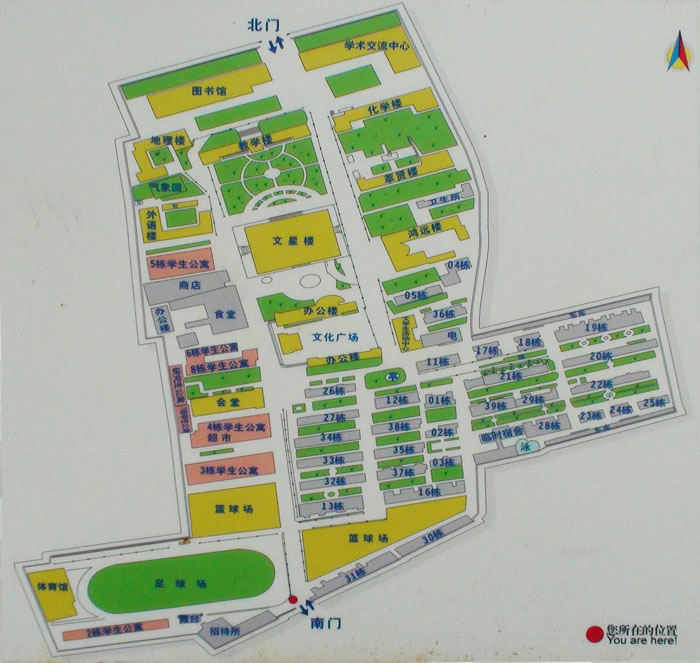 北门
学术交流中心
图书馆
化学楼
地理楼
教学楼
萃贤楼
气象园
卫生所
外语楼
鸿远楼
文星楼
5栋学生公寓
04栋
商店
05栋
办公楼
食堂
办公楼
36栋
19栋
文化广场
电
17栋
18栋
6栋学生公寓
办公楼
11栋
20栋
8栋学生公寓
亭
21栋
22栋
26栋
12栋
01栋
会堂
39栋
29栋
23栋
24栋
25栋
27栋
38栋
02栋
28栋
4栋学生公寓
超市
34栋
临时宿舍
泳
35栋
33栋
03栋
3栋学生公寓
37栋
32栋
16栋
13栋
篮球场
篮球场
30栋
体育馆
足球场
31栋
2栋学生公寓
舞台
招待所
南门
您所在的位置
You are here!